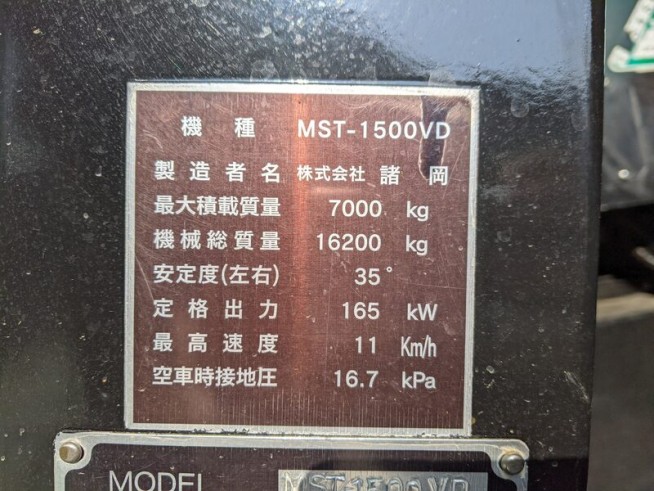 機種 MST-1500VD
製造者名 株式会社 諸岡
最大積載質量 7000 kg
機械総質量 16200 kg
安定度(左右) 35°
定格出力 165 kW
最高速度 11 Km/h
空車時接地圧 16.7 kPa
MODEL MST-1500VD